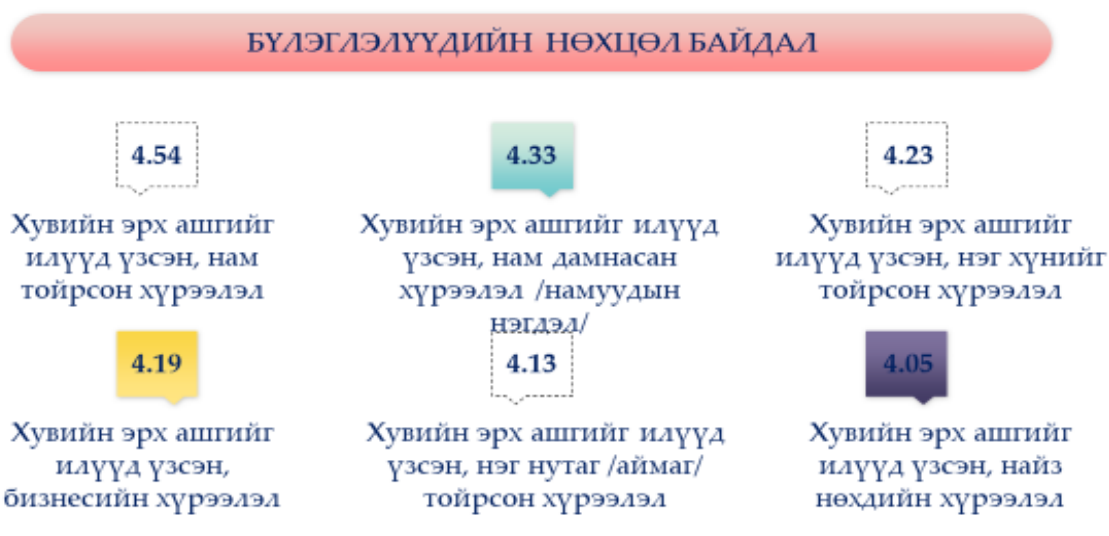 БҮЛЭГЛЭЛҮҮДИЙН НӨХЦӨЛ БАЙДАЛ
4.54
Хувийн эрх ашгийг
илүүд үзсэн, нам
тойрсон хүрээлэл
4.33
Хувийн эрх ашгийг илүүд
үзсэн, нам дамнасан
хүрээлэл /намуудын
нэгдэл/
4.23
Хувийн эрх ашгийг
илүүд үзсэн, нэг хүнийг
тойрсон хүрээлэл
4.19
Хувийн эрх ашгийг
илүүд үзсэн,
бизнесийн хүрээлэл
4.13
Хувийн эрх ашгийг илүүд
үзсэн, нэг нутаг /аймаг/
тойрсон хүрээлэл
4.05
Хувийн эрх ашгийг
илүүд үзсэн, найз
нөхдийн хүрээлэл